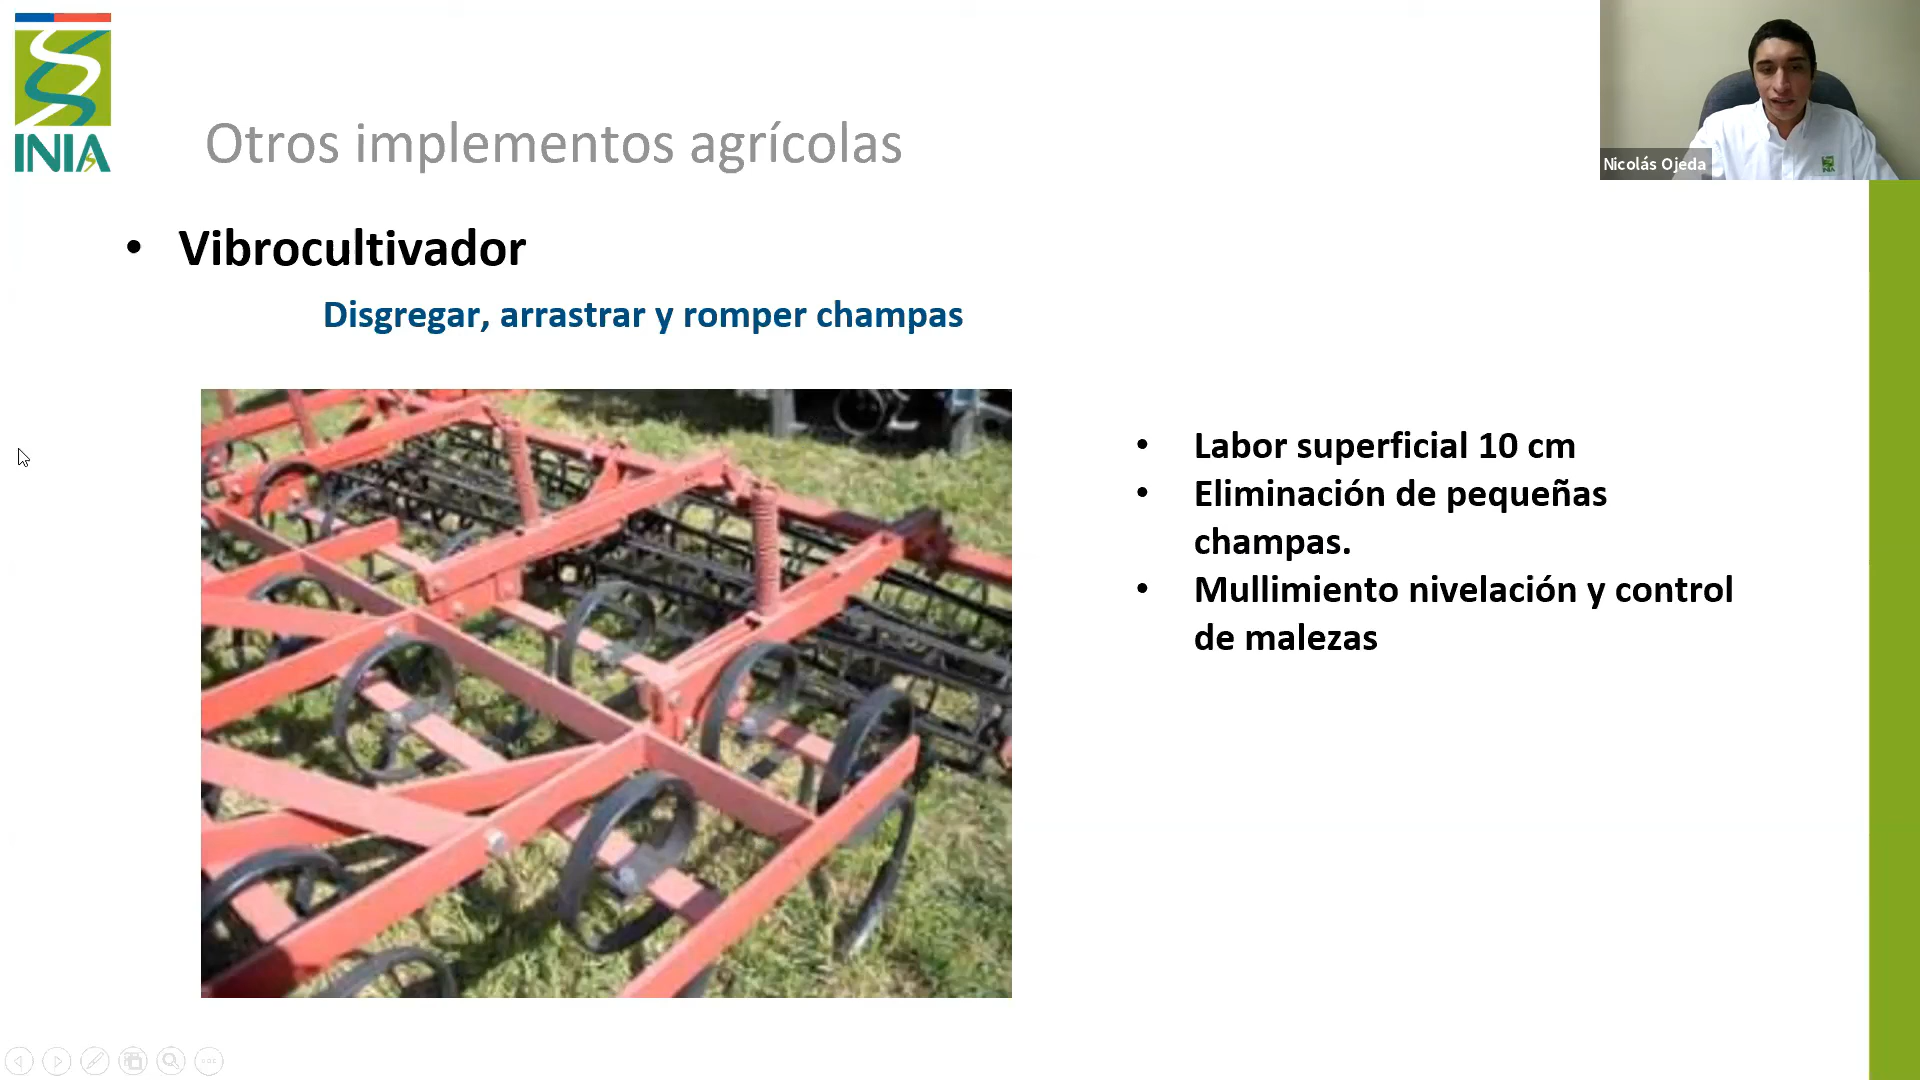 INIA
Otros implementos agrícolas
Nicolás Ojeda
INIA
• Vibrocultivador
Disgregar, arrastrar y romper champas
• Labor superficial 10 cm
• Eliminación de pequeñas
champas.
• Mullimiento nivelación y control
de malezas